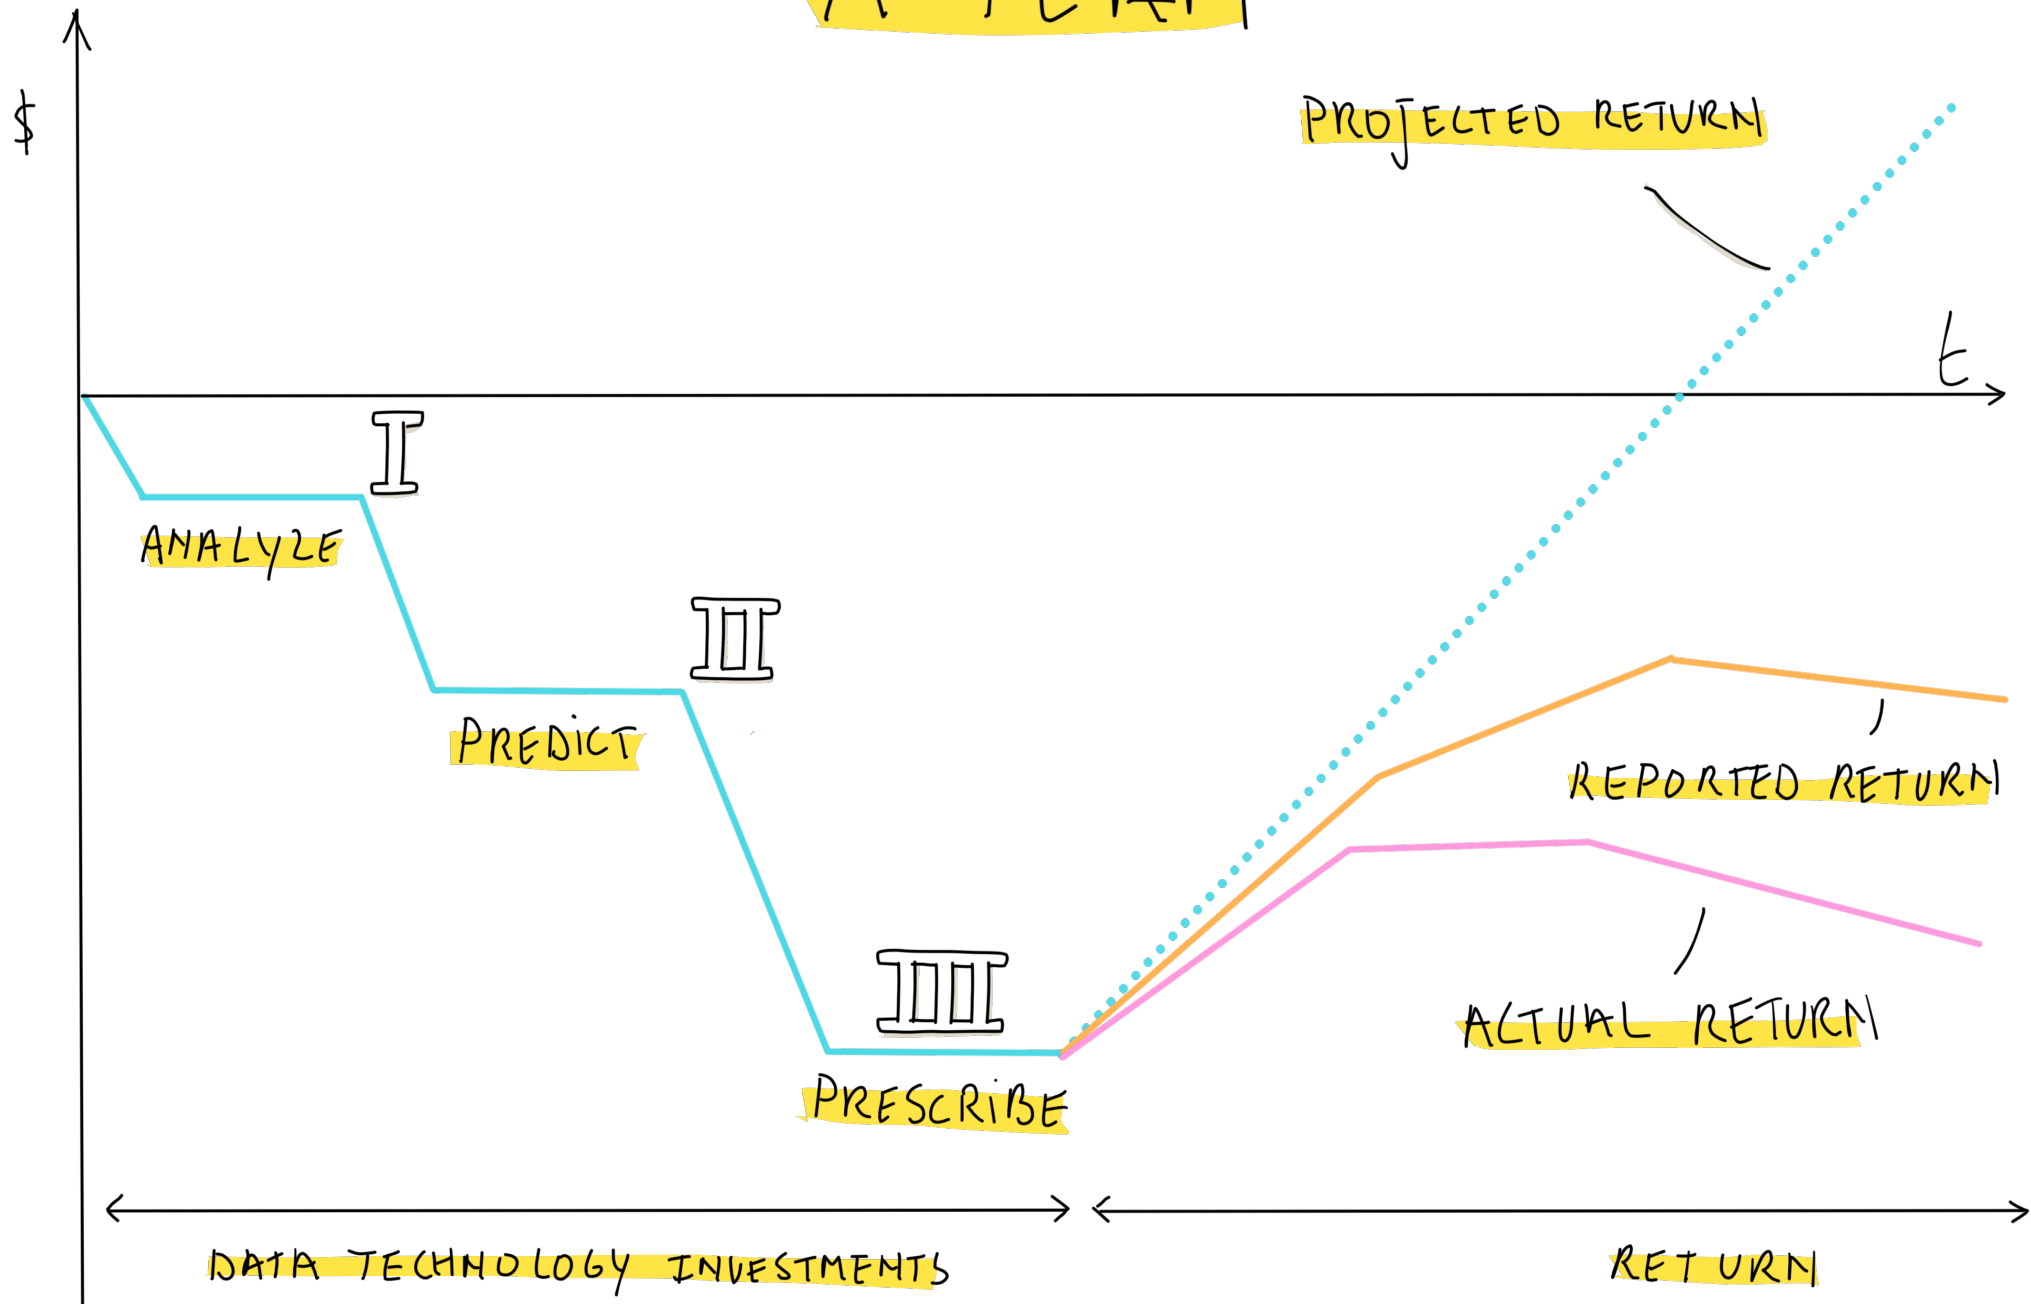 $
PROJECTED RETURN
t
I
ANALYZE
II
PREDICT
REPORTED RETURN
III
ACTUAL RETURN
PRESCRIBE
DATA TECHNOLOGY INVESTMENTS
RETURN